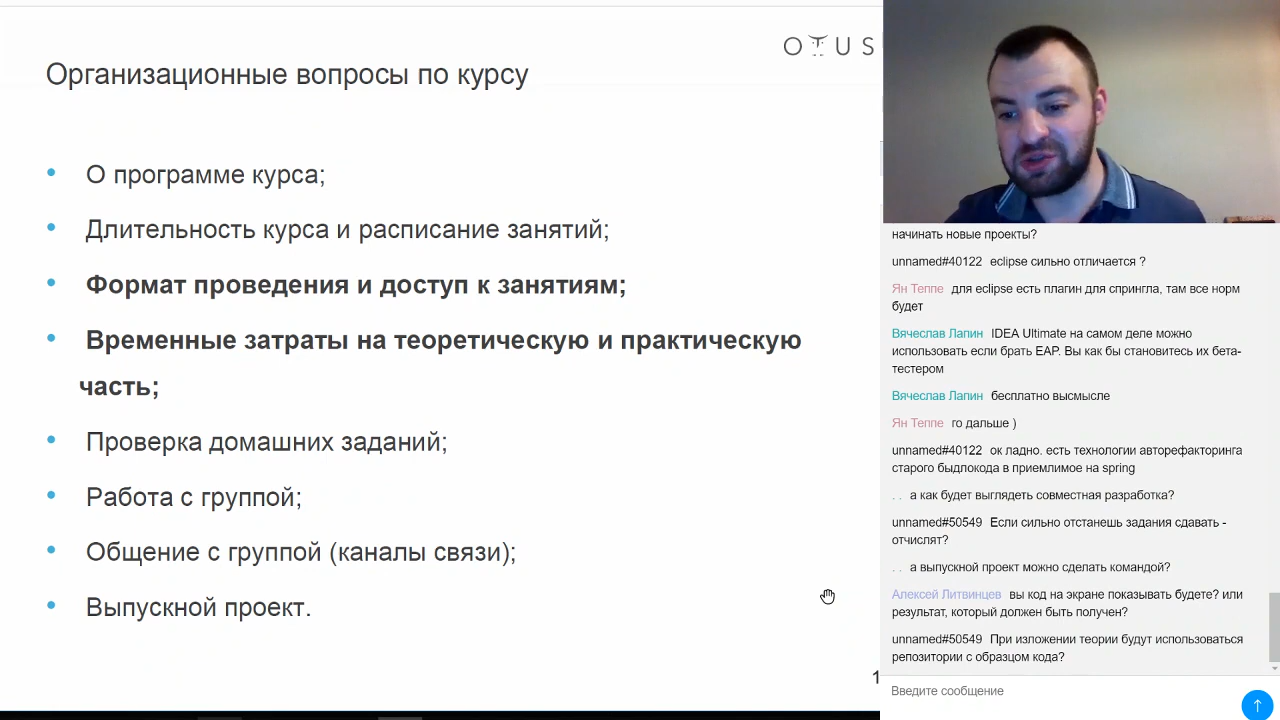 OTUS
Организационные вопросы по курсу
• О программе курса;
• Длительность курса и расписание занятий;
• Формат проведения и доступ к занятиям;
• Временные затраты на теоретическую и практическую
часть;
• Проверка домашних заданий;
• Работа с группой;
• Общение с группой (каналы связи);
• Выпускной проект.
1
начинать новые проекты?
unnamed#40122 eclipse сильно отличается ?
Ян Теппе для eclipse есть плагин для спрингла, там все норм
будет
Вячеслав Лапин IDEA Ultimate на самом деле можно
использовать если брать EAP. Вы как бы становитесь их бета-
тестером
Вячеслав Лапин бесплатно высмысле
Ян Теппе го дальше )
unnamed#40122 ок ладно. есть технологии авторефакторинга
старого быдлокода в приемлимое на spring
. . а как будет выглядеть совместная разработка?
unnamed#50549 Если сильно отстанешь задания сдавать -
отчислят?
. . а выпускной проект можно сделать командой?
Алексей Литвинцев вы код на экране показывать будете? или
результат, который должен быть получен?
unnamed#50549 При изложении теории будут использоваться
репозитории с образцом кода?
Введите сообщение